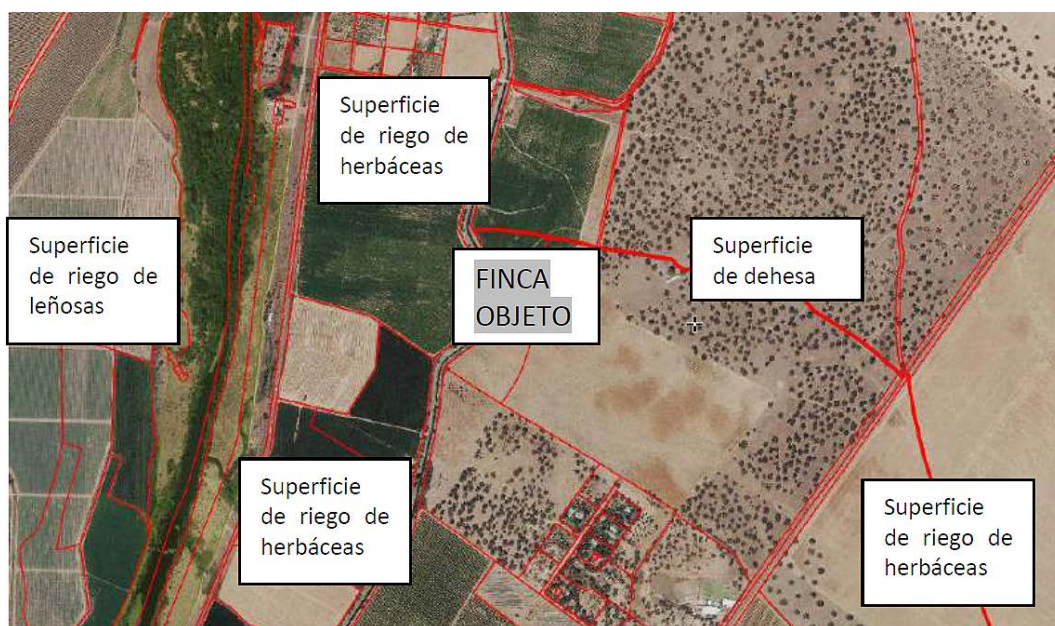 Superficie
de riego de
herbáceas
Superficie
de riego de
leñosas
FINCA
OBJETO
Superficie
de dehesa
Superficie
de riego de
herbáceas
Superficie
de riego de
herbáceas